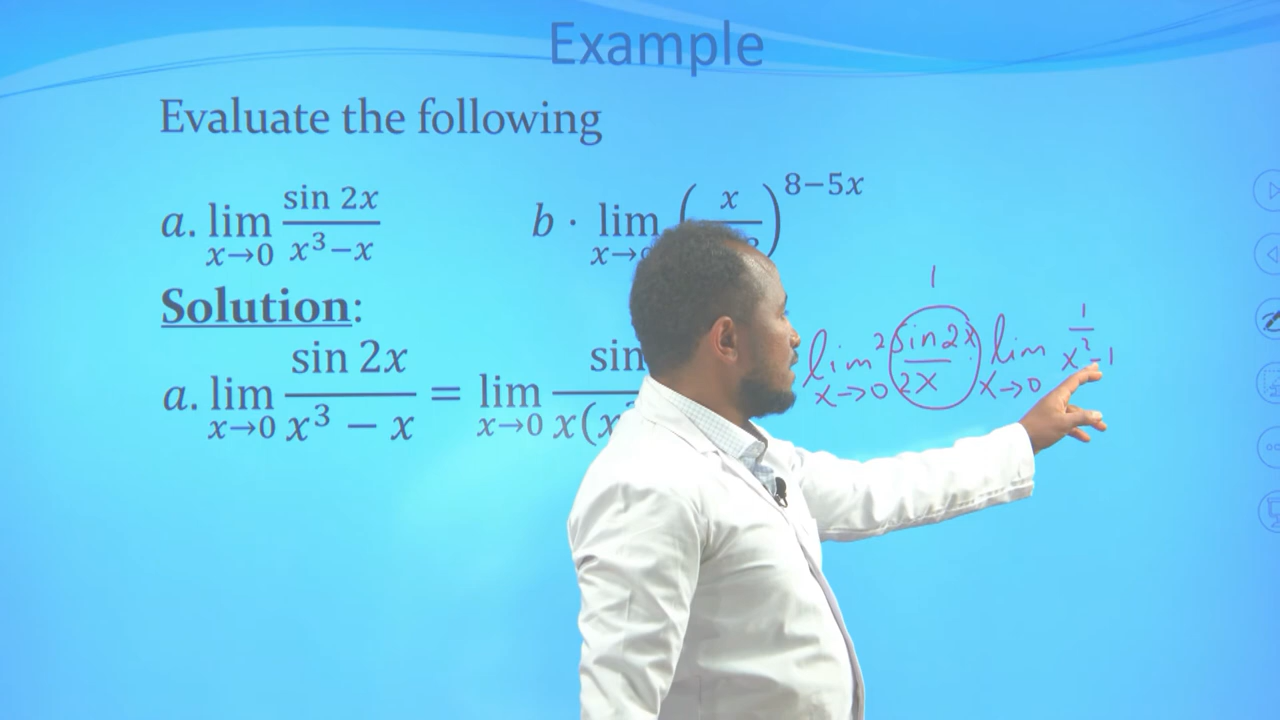 Example
Evaluate the following
a. lim x→0 sin 2x / x³−x
b · lim x→ ( x / )^8−5x
Solution:
a. lim x→0 sin 2x / x³ − x = lim x→0 sin / x(x
1
lim x→0 2 sin2x / 2x lim x→0 1 / x²-1